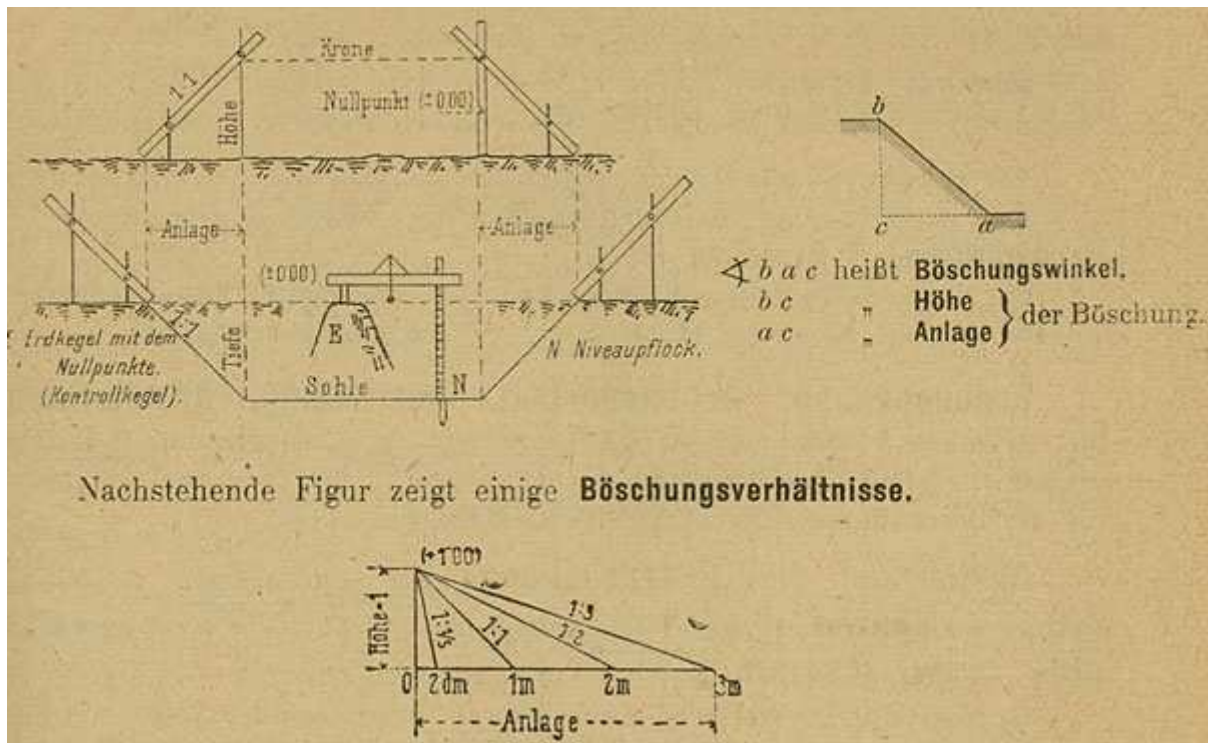 Krone
1:1
Höhe
Nullpunkt (±0,00)
Anlage
Anlage
(±0,00)
1:1
Erdkegel mit dem
Nullpunkte.
(Kontrollkegel).
Tiefe
E
Sohle
N
N Niveaupflock.
b
c
a
∢ b a c heißt Böschungswinkel.
b c „ Höhe
a c „ Anlage } der Böschung.
Nachstehende Figur zeigt einige Böschungsverhältnisse.
(+1·00)
Höhe=1
1:1/5
1:1
1:2
1:3
0 2dm 1m 2m 3m
Anlage